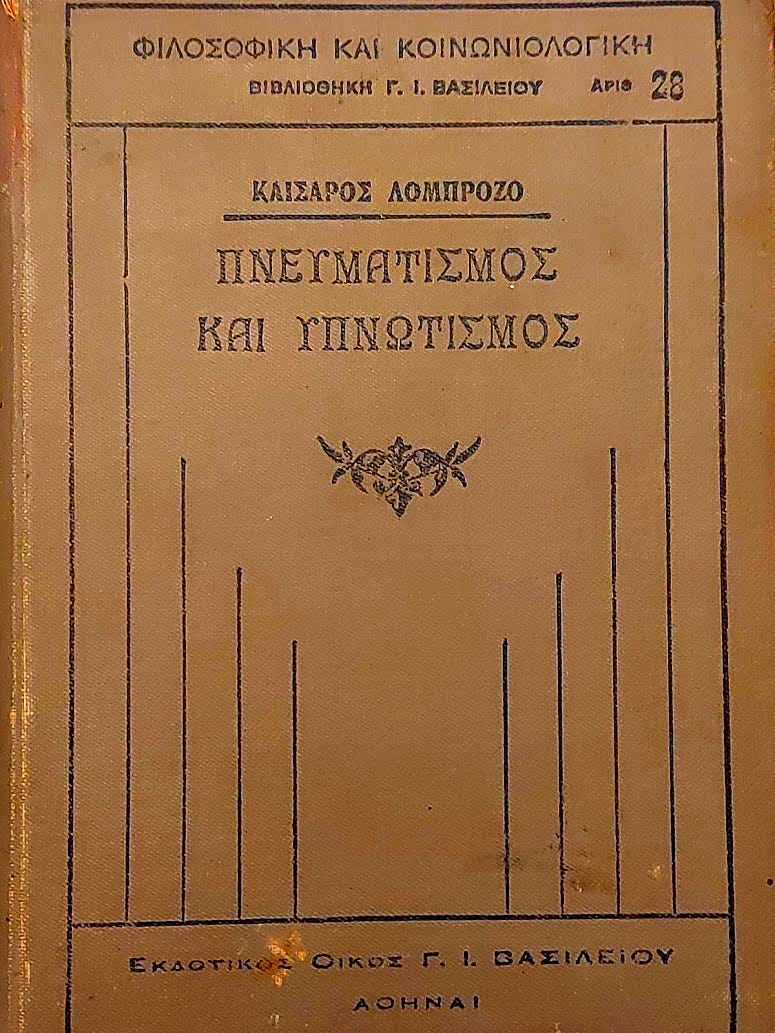 ΦΙΛΟΣΟΦΙΚΗ ΚΑΙ ΚΟΙΝΩΝΙΟΛΟΓΙΚΗ
ΒΙΒΛΙΟΘΗΚΗ Γ. Ι. ΒΑΣΙΛΕΙΟΥ ΑΡΙΘ 28
ΚΑΙΣΑΡΟΣ ΛΟΜΠΡΟΖΟ
ΠΝΕΥΜΑΤΙΣΜΟΣ
ΚΑΙ ΥΠΝΩΤΙΣΜΟΣ
ΕΚΔΟΤΙΚΟΣ ΟΙΚΟΣ Γ. Ι. ΒΑΣΙΛΕΙΟΥ
ΑΘΗΝΑΙ